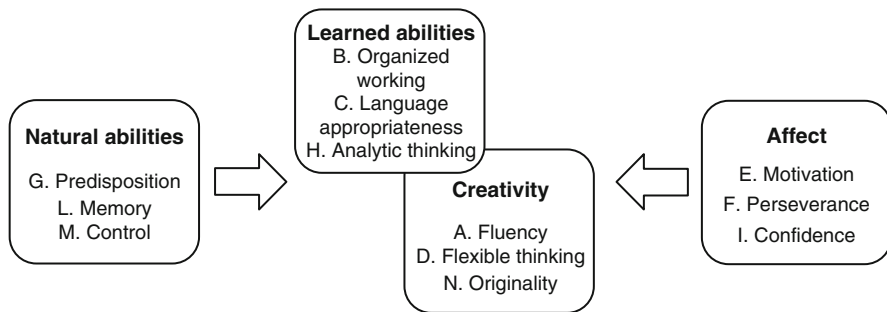 Learned abilities
B. Organized
working
C. Language
appropriateness
H. Analytic thinking
Natural abilities
G. Predisposition
L. Memory
M. Control
Creativity
A. Fluency
D. Flexible thinking
N. Originality
Affect
E. Motivation
F. Perseverance
I. Confidence